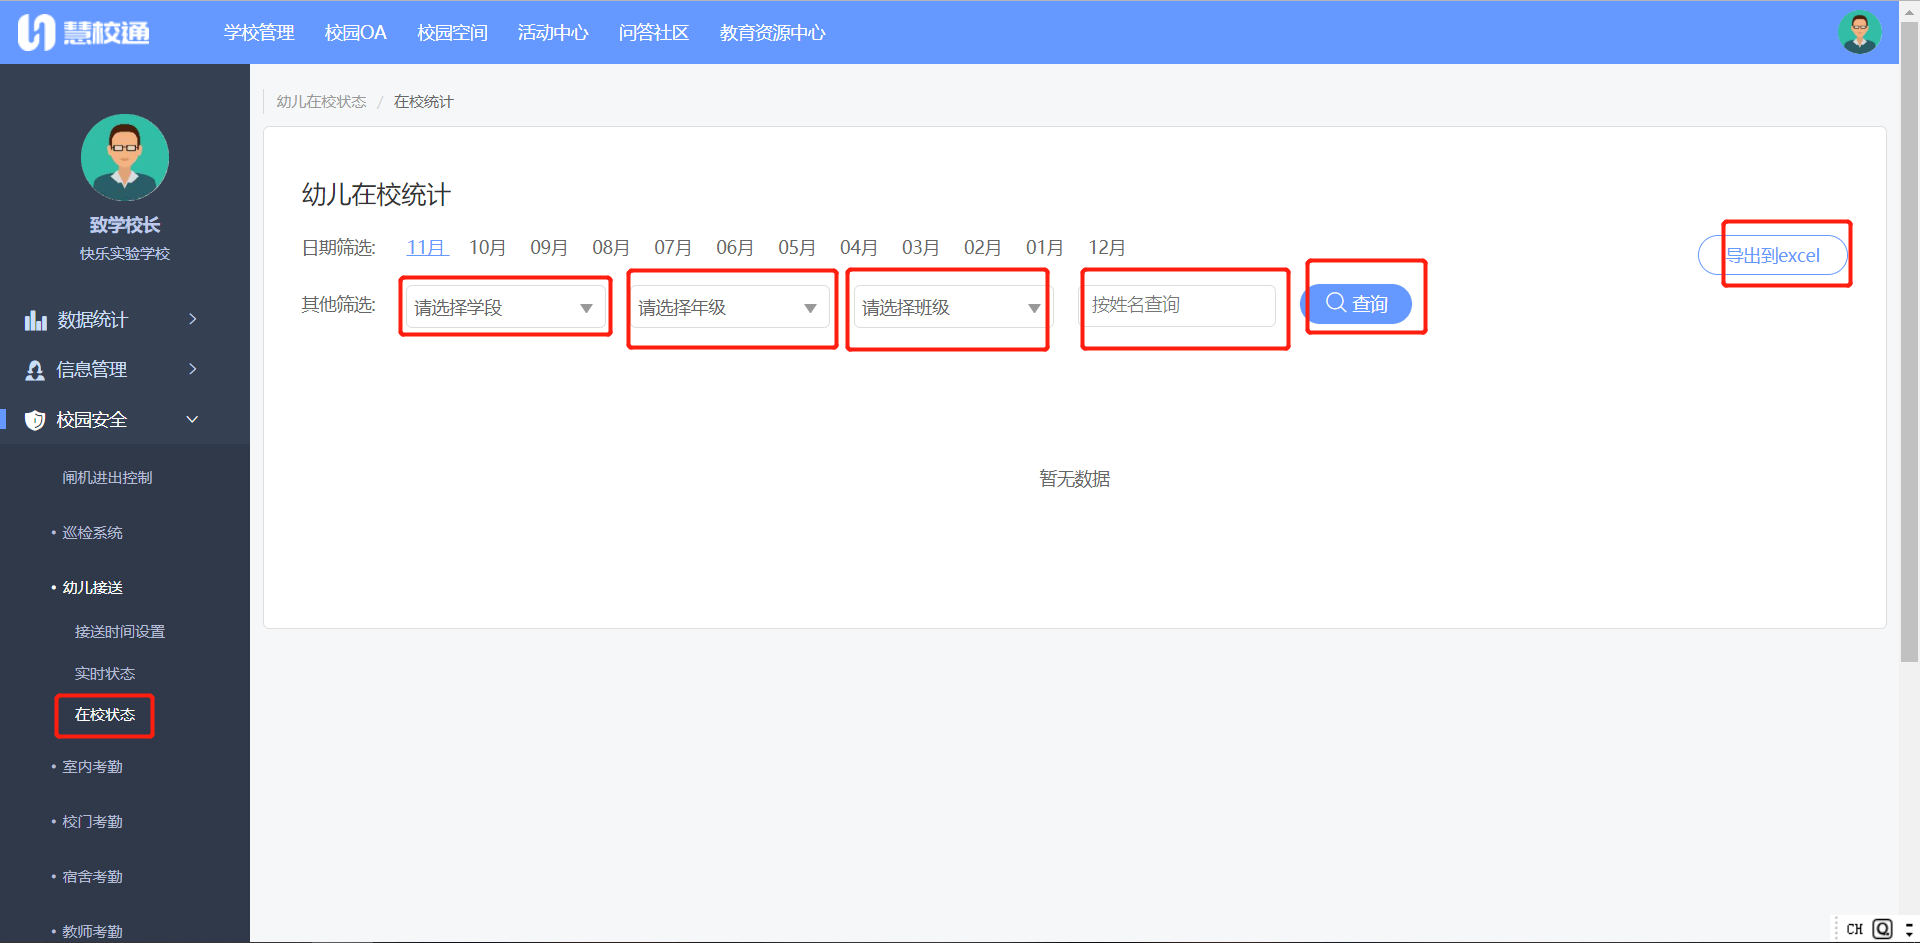 慧校通
学校管理 校园OA 校园空间 活动中心 问答社区 教育资源中心
致学校长
快乐实验学校
数据统计
信息管理
校园安全
闸机进出控制
• 巡检系统
• 幼儿接送
接送时间设置
实时状态
在校状态
• 室内考勤
• 校门考勤
• 宿舍考勤
• 教师考勤
幼儿在校状态 / 在校统计
幼儿在校统计
日期筛选: 11月 10月 09月 08月 07月 06月 05月 04月 03月 02月 01月 12月
导出到excel
其他筛选: 请选择学段 请选择年级 请选择班级 按姓名查询 查询
暂无数据
CH